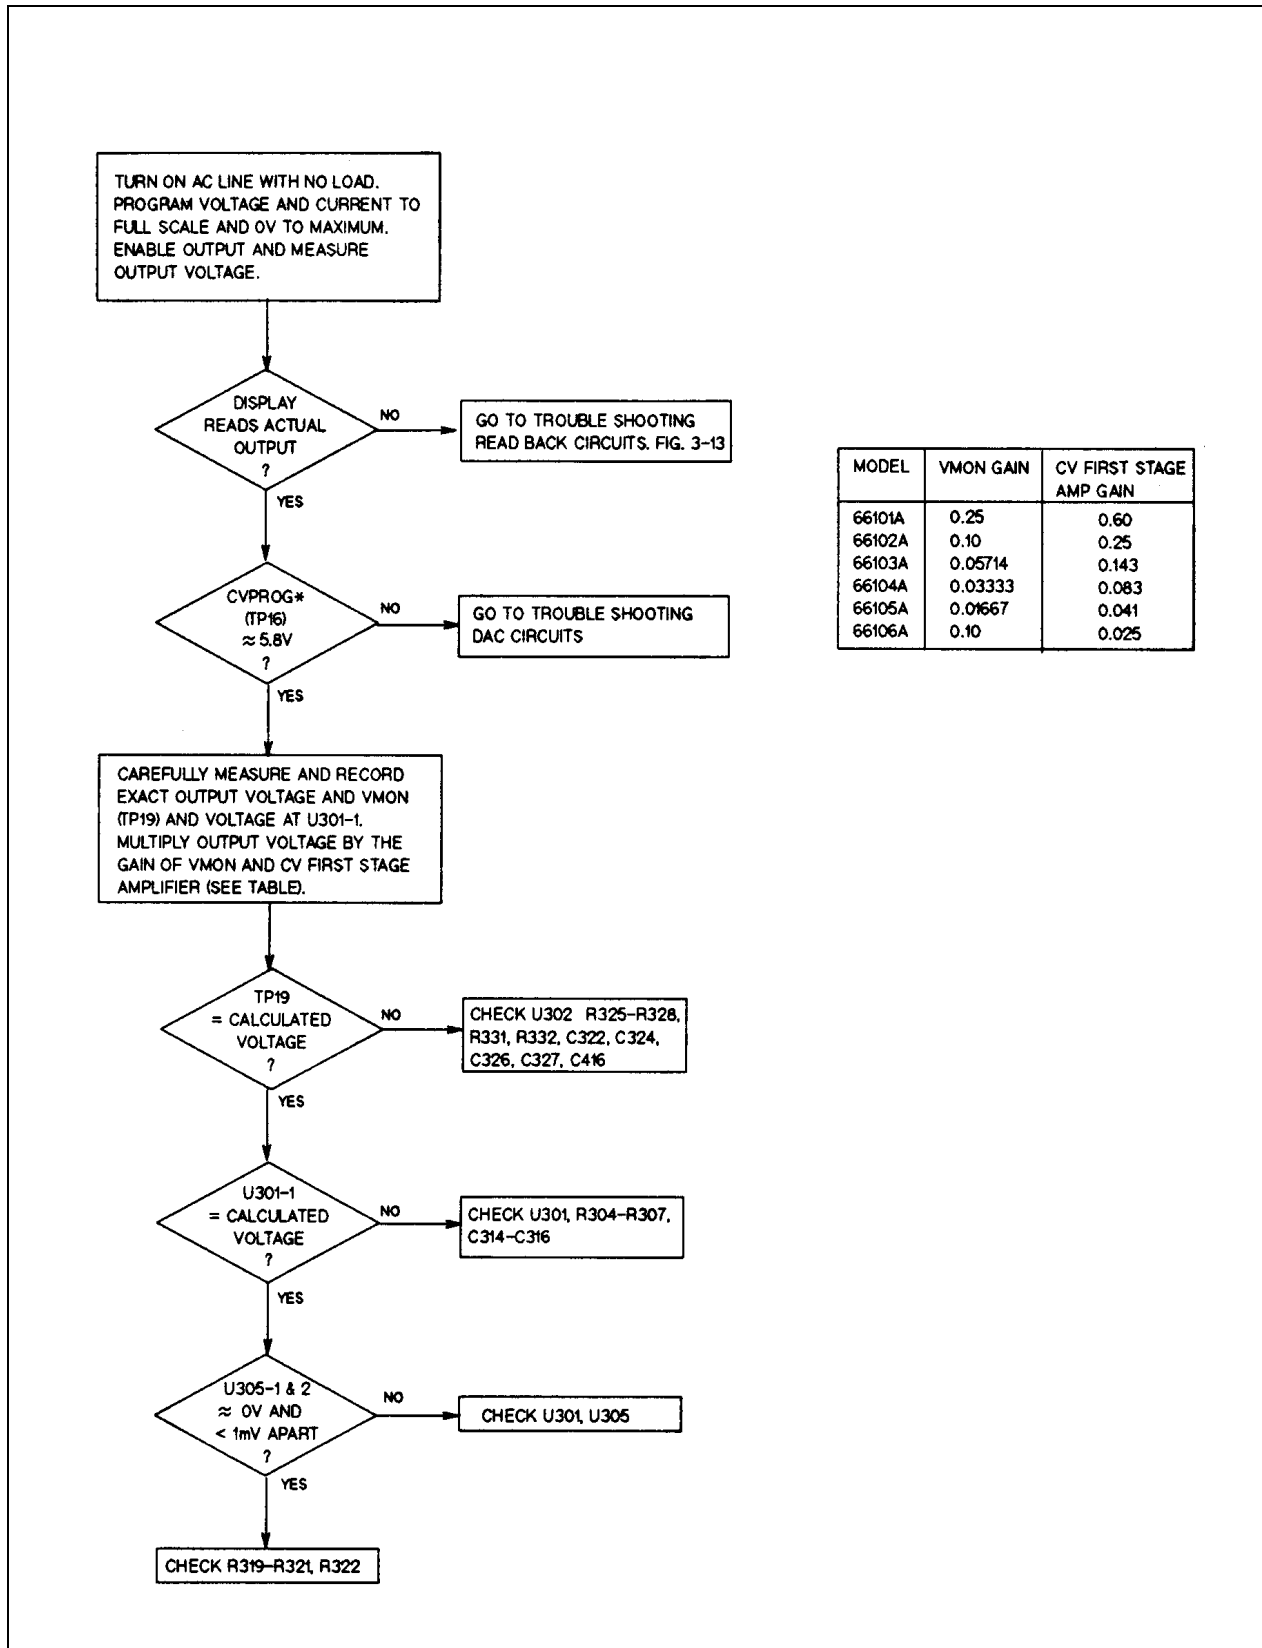 TURN ON AC LINE WITH NO LOAD.
PROGRAM VOLTAGE AND CURRENT TO
FULL SCALE AND OV TO MAXIMUM.
ENABLE OUTPUT AND MEASURE
OUTPUT VOLTAGE.
DISPLAY
READS ACTUAL
OUTPUT
?
NO
GO TO TROUBLE SHOOTING
READ BACK CIRCUITS. FIG. 3-13
YES
MODEL VMON GAIN CV FIRST STAGE
AMP GAIN
66101A 0.25 0.60
66102A 0.10 0.25
66103A 0.05714 0.143
66104A 0.03333 0.083
66105A 0.01667 0.041
66106A 0.10 0.025
CVPROG*
(TP16)
≈ 5.8V
?
NO
GO TO TROUBLE SHOOTING
DAC CIRCUITS
YES
CAREFULLY MEASURE AND RECORD
EXACT OUTPUT VOLTAGE AND VMON
(TP19) AND VOLTAGE AT U301-1.
MULTIPLY OUTPUT VOLTAGE BY THE
GAIN OF VMON AND CV FIRST STAGE
AMPLIFIER (SEE TABLE).
TP19
= CALCULATED
VOLTAGE
?
NO
CHECK U302 R325-R328,
R331, R332, C322, C324,
C326, C327, C416
YES
U301-1
= CALCULATED
VOLTAGE
?
NO
CHECK U301, R304-R307,
C314-C316
YES
U305-1 & 2
≈ 0V AND
< 1mV APART
?
NO
CHECK U301, U305
YES
CHECK R319-R321, R322